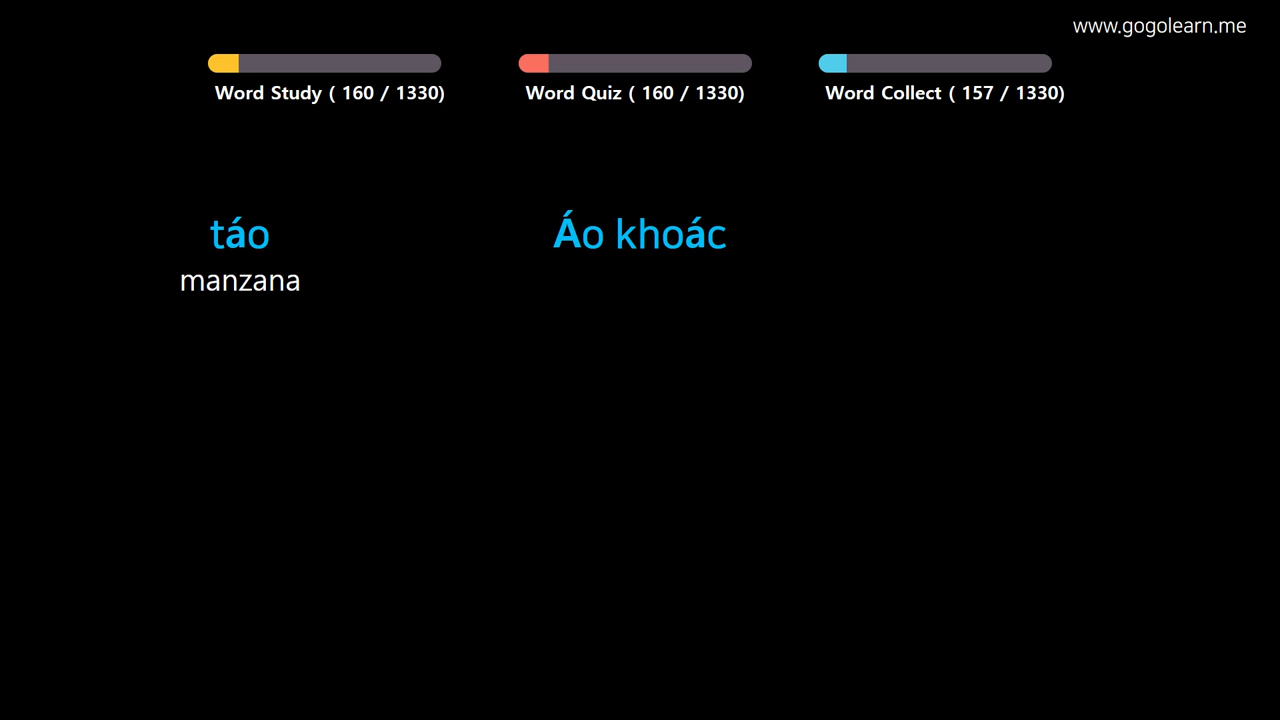 www.gogolearn.me
Word Study ( 160 / 1330)
Word Quiz ( 160 / 1330)
Word Collect ( 157 / 1330)
táo
manzana
Áo khoác